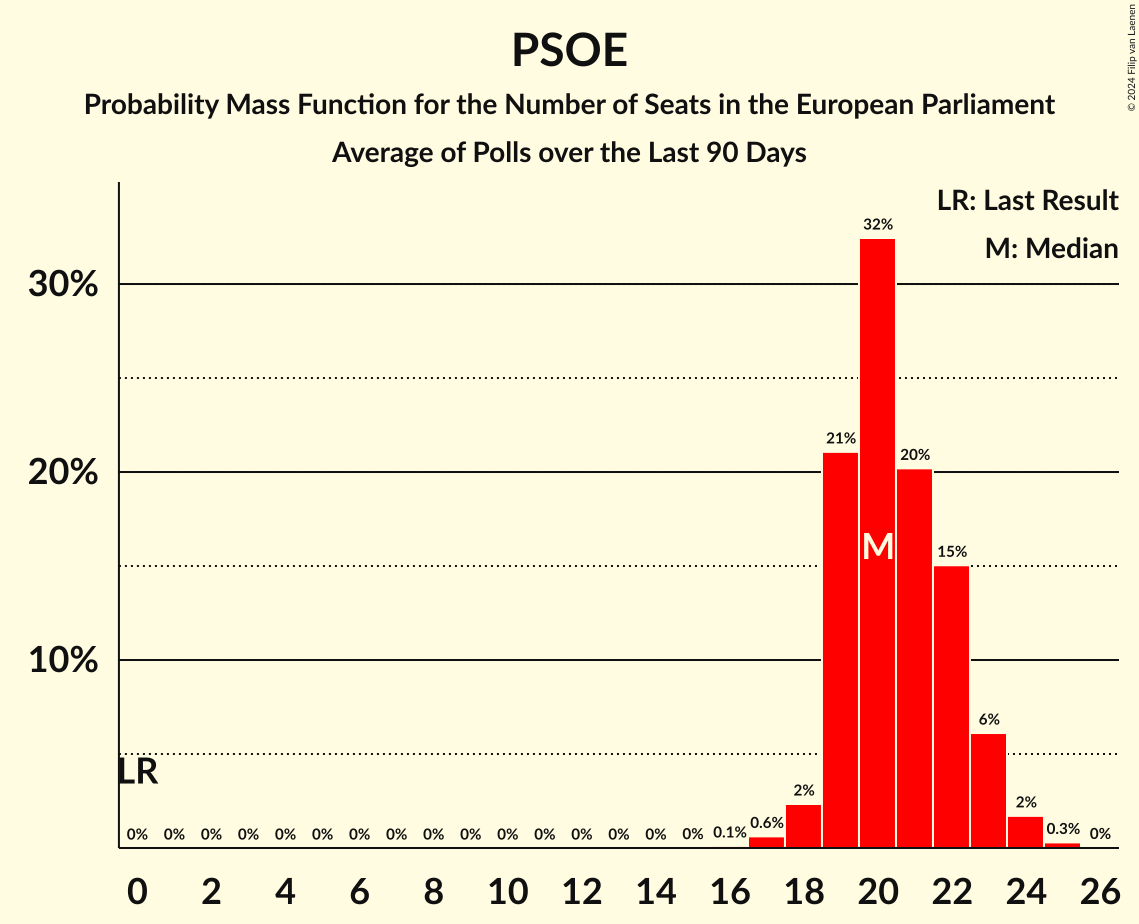 PSOE
Probability Mass Function for the Number of Seats in the European Parliament
Average of Polls over the Last 90 Days
© 2024 Filip van Laenen
LR: Last Result
M: Median
30%
20%
10%
LR
M
0% 0% 0% 0% 0% 0% 0% 0% 0% 0% 0% 0% 0% 0% 0% 0% 0.1% 0.6% 2% 21% 32% 20% 15% 6% 2% 0.3% 0%
0 2 4 6 8 10 12 14 16 18 20 22 24 26